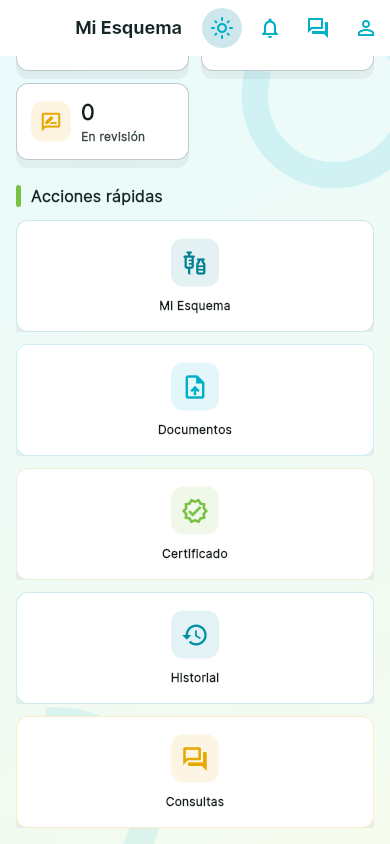 Mi Esquema
0
En revisión
Acciones rápidas
Mi Esquema
Documentos
Certificado
Historial
Consultas